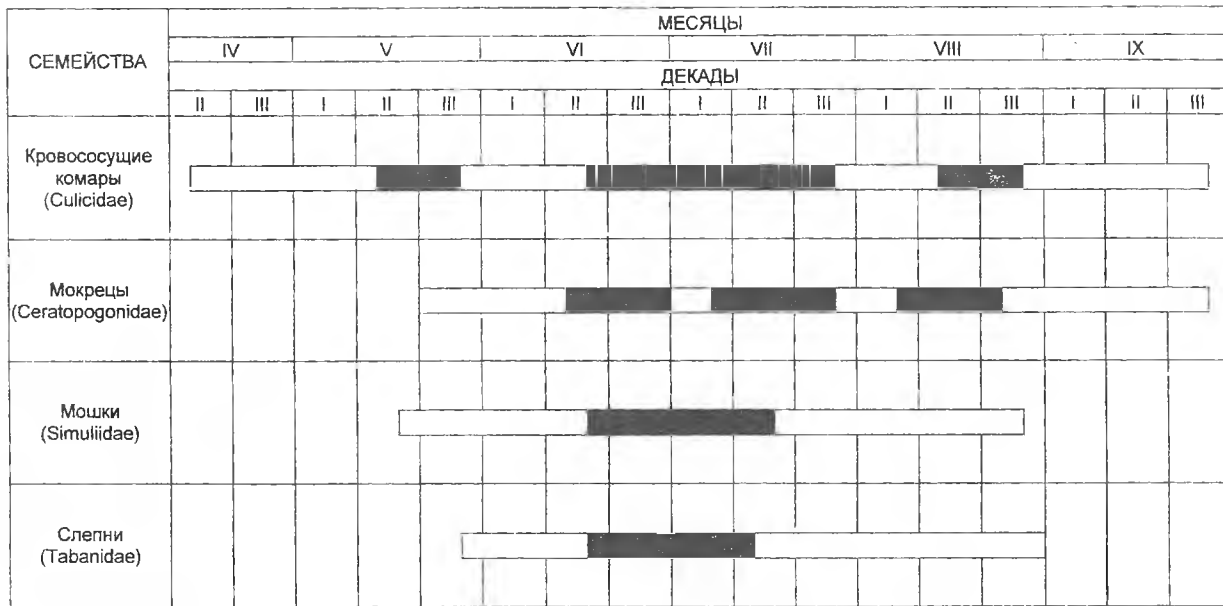 СЕМЕЙСТВА
МЕСЯЦЫ
IV V VI VII VIII IX
ДЕКАДЫ
II III I II III I II III I II III I II III I II III
Кровососущие
комары
(Culicidae)
Мокрецы
(Ceratopogonidae)
Мошки
(Simuliidae)
Слепни
(Tabanidae)